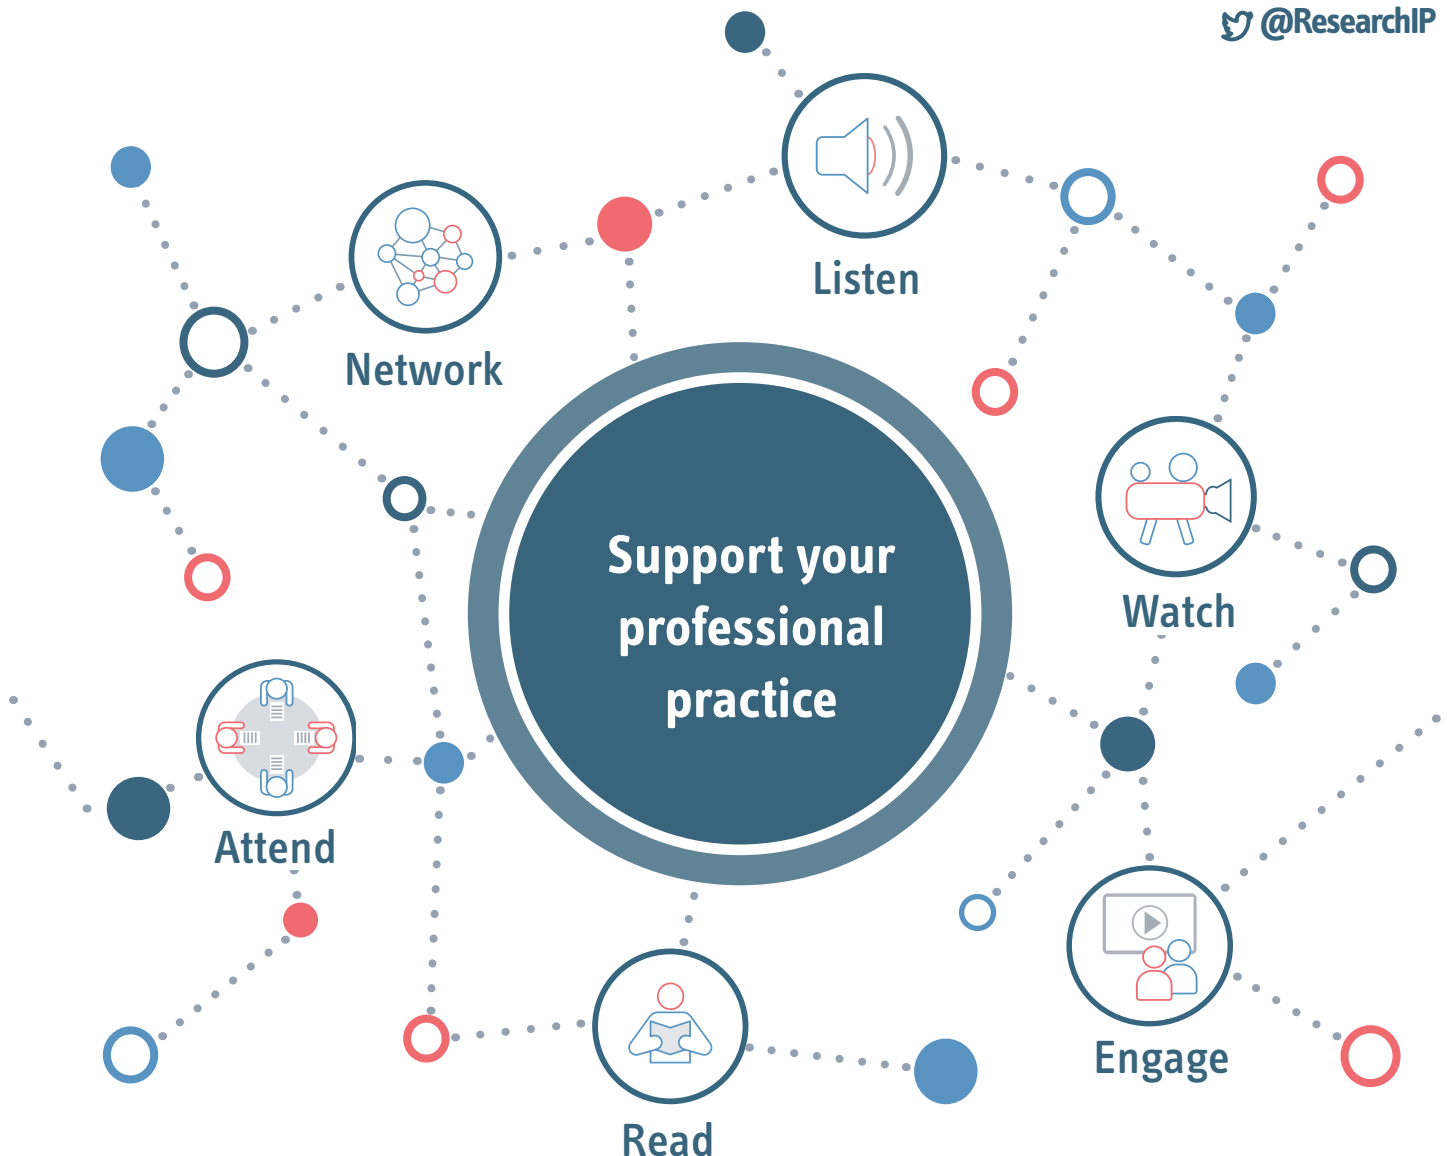 @ResearchIP
Listen
Network
Support your
professional
practice
Watch
Attend
Engage
Read